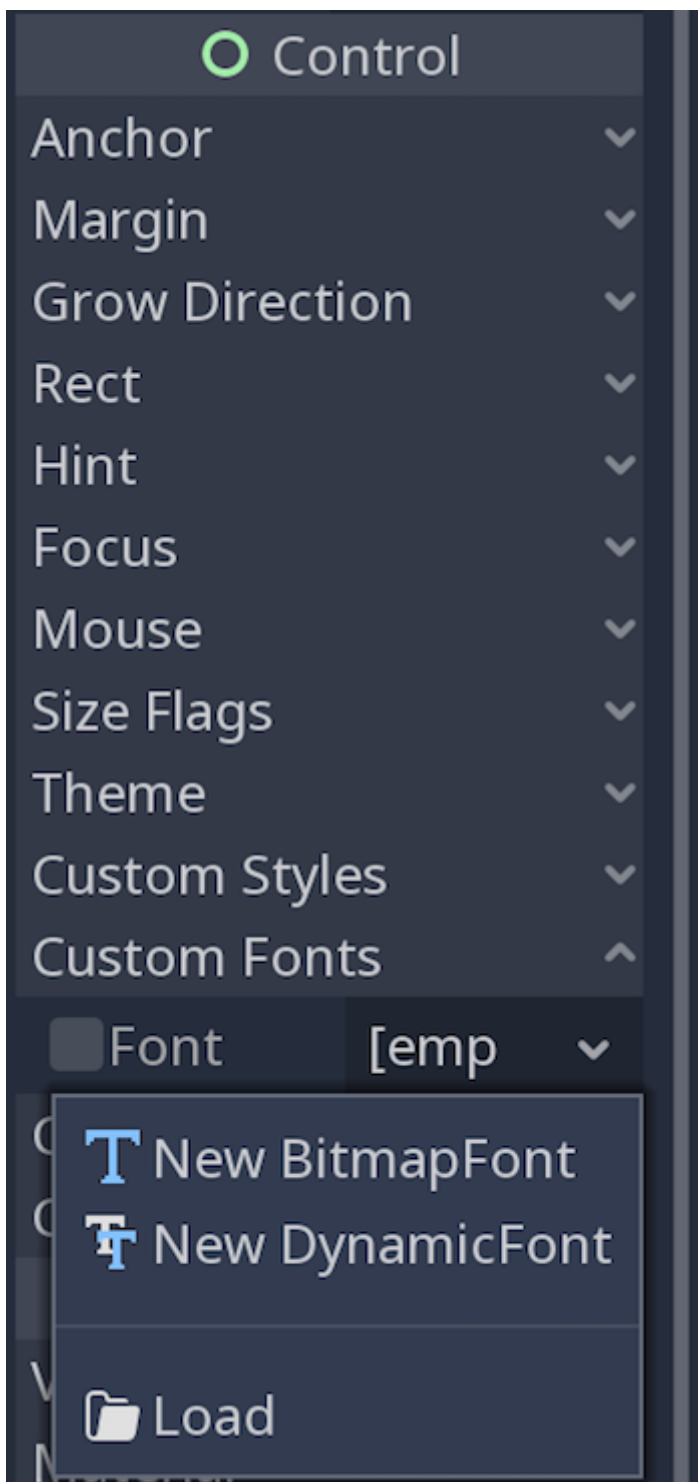 Control
Anchor
Margin
Grow Direction
Rect
Hint
Focus
Mouse
Size Flags
Theme
Custom Styles
Custom Fonts
Font [emp
New BitmapFont
New DynamicFont
Load